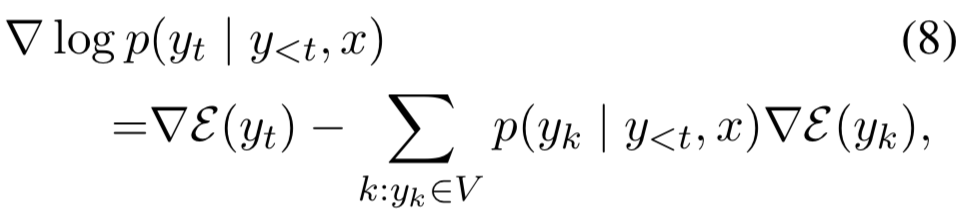 ∇ log p(y_t | y_{<t}, x) (8)
=∇ℰ(y_t) − ∑_{k:y_k∈V} p(y_k | y_{<t}, x)∇ℰ(y_k),